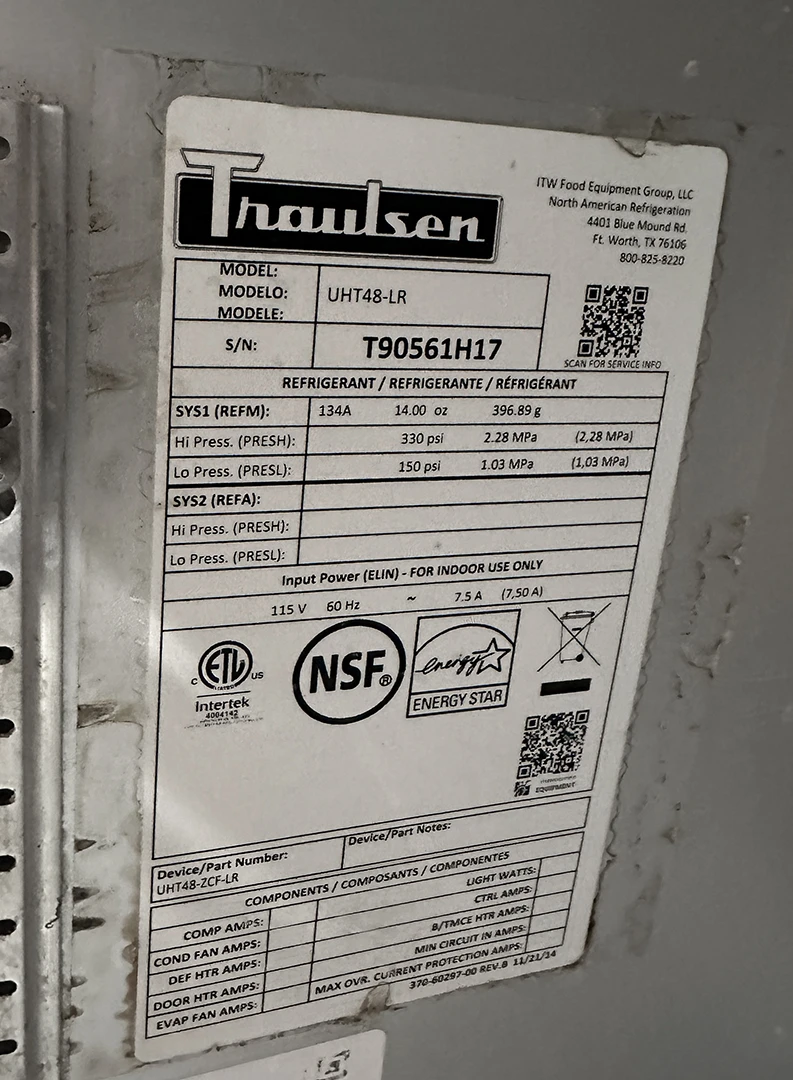 Traulsen
ITW Food Equipment Group, LLC
North American Refrigeration
4401 Blue Mound Rd.
Ft. Worth, TX 76106
800-825-8220
MODEL:
MODELO:
MODELE:
UHT48-LR
S/N:
T90561H17
SCAN FOR SERVICE INFO
REFRIGERANT / REFRIGERANTE / RÉFRIGÉRANT
SYS1 (REFM): 134A 14.00 oz 396.89 g
Hi Press. (PRESH): 330 psi 2.28 MPa (2,28 MPa)
Lo Press. (PRESL): 150 psi 1.03 MPa (1,03 MPa)
SYS2 (REFA):
Hi Press. (PRESH):
Lo Press. (PRESL):
Input Power (ELIN) - FOR INDOOR USE ONLY
115 V 60 Hz ~ 7.5 A (7,50 A)
C ETL US
LISTED
Intertek
4004142
NSF®
energy
ENERGY STAR
EQUIPMENT
Device/Part Number:
UHT48-ZCF-LR
Device/Part Notes:
COMPONENTS / COMPOSANTS / COMPONENTES
COMP AMPS:
COND FAN AMPS:
DEF HTR AMPS:
DOOR HTR AMPS:
EVAP FAN AMPS:
LIGHT WATTS:
CTRL AMPS:
B/TMCE HTR AMPS:
MIN CIRCUIT IN AMPS:
MAX OVR. CURRENT PROTECTION AMPS:
370-60297-00 REV.B 11/21/14